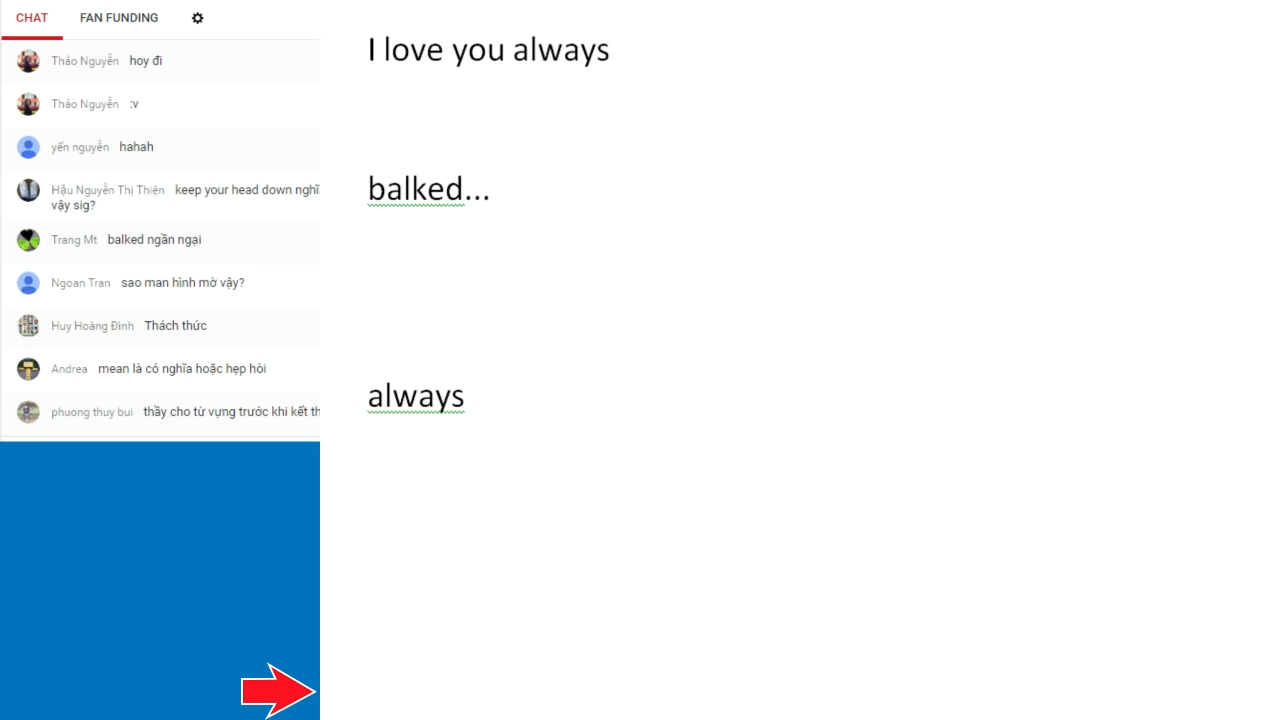 CHAT FAN FUNDING
Thảo Nguyễn hoy đi
Thảo Nguyễn :v
yến nguyễn hahah
Hậu Nguyễn Thị Thiện keep your head down
vậy sig?
Trang Mt balked ngần ngại
Ngoan Tran sao man hình mờ vậy?
Huy Hoàng Đình Thách thức
Andrea mean là có nghĩa hoặc hẹp hòi
phuong thuy bui thầy cho từ vựng trước khi kết
I love you always
balked...
always